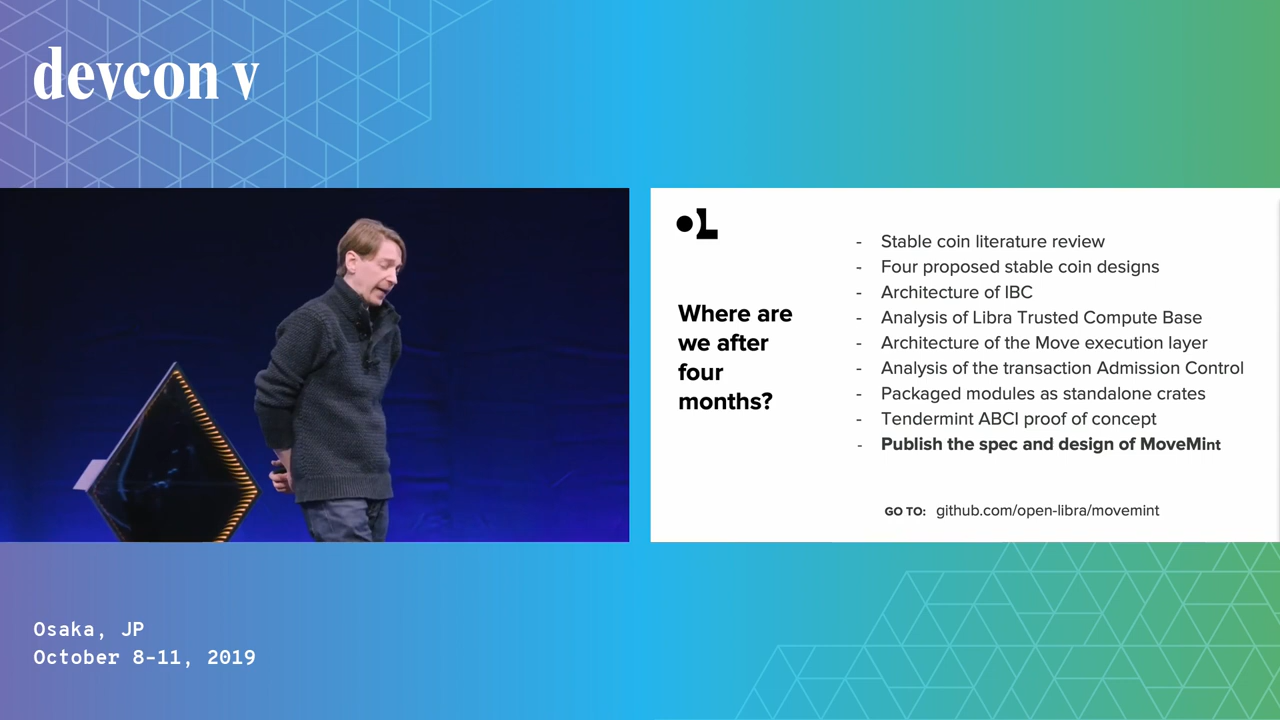 devcon v
OL
Where are
we after
four
months?
- Stable coin literature review
- Four proposed stable coin designs
- Architecture of IBC
- Analysis of Libra Trusted Compute Base
- Architecture of the Move execution layer
- Analysis of the transaction Admission Control
- Packaged modules as standalone crates
- Tendermint ABCI proof of concept
- Publish the spec and design of MoveMint
GO TO: github.com/open-libra/movemint
Osaka, JP
October 8-11, 2019